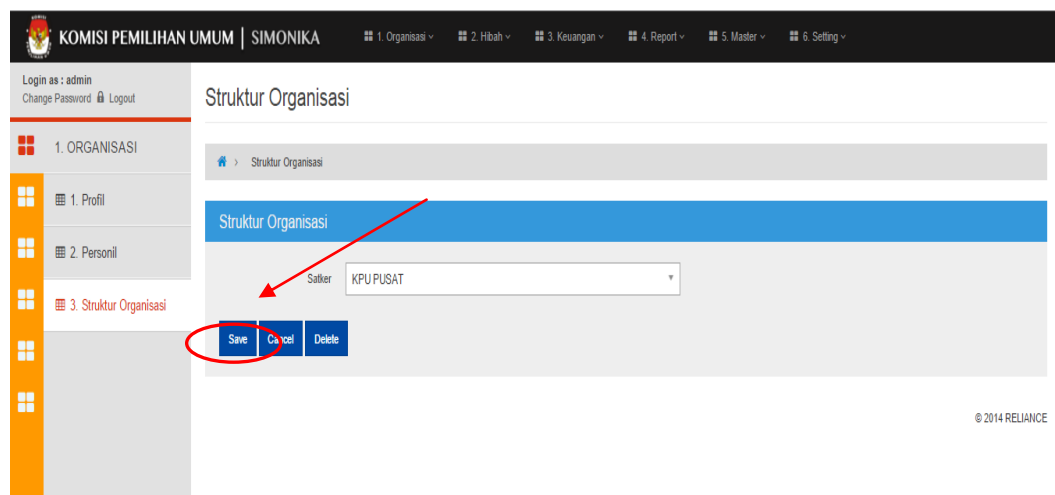 KOMISI PEMILIHAN UMUM | SIMONIKA
1. Organisasi
2. Hibah
3. Keuangan
4. Report
5. Master
6. Setting
Login as : admin
Change Password Logout
Struktur Organisasi
1. ORGANISASI
> Struktur Organisasi
1. Profil
Struktur Organisasi
2. Personil
Satker KPU PUSAT
3. Struktur Organisasi
Save Cancel Delete
© 2014 RELIANCE